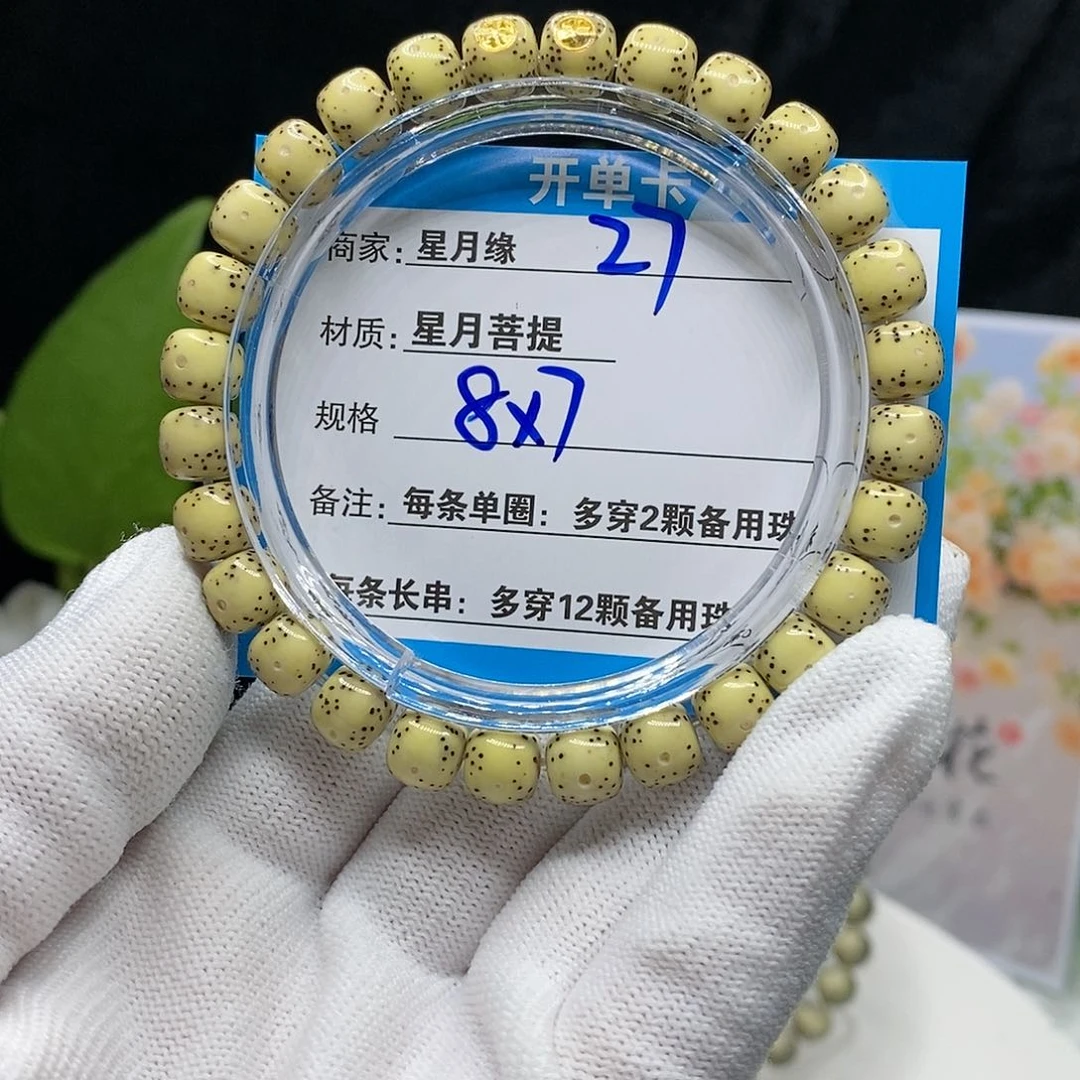 开单卡
商家：星月缘 27
材质：星月菩提
规格 8x7
备注：每条单圈：多穿2颗备用珠
每条长串：多穿12颗备用珠
花